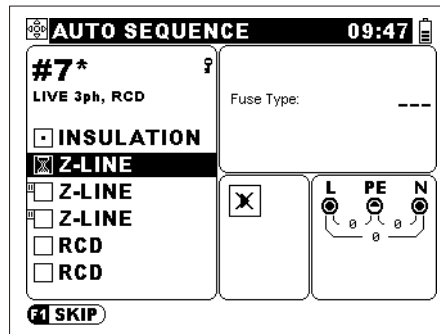 AUTO SEQUENCE 09:47
#7*
LIVE 3ph, RCD
INSULATION
Z-LINE
Z-LINE
Z-LINE
RCD
RCD
Fuse Type: ---
L PE N
0 0
0
F1 SKIP